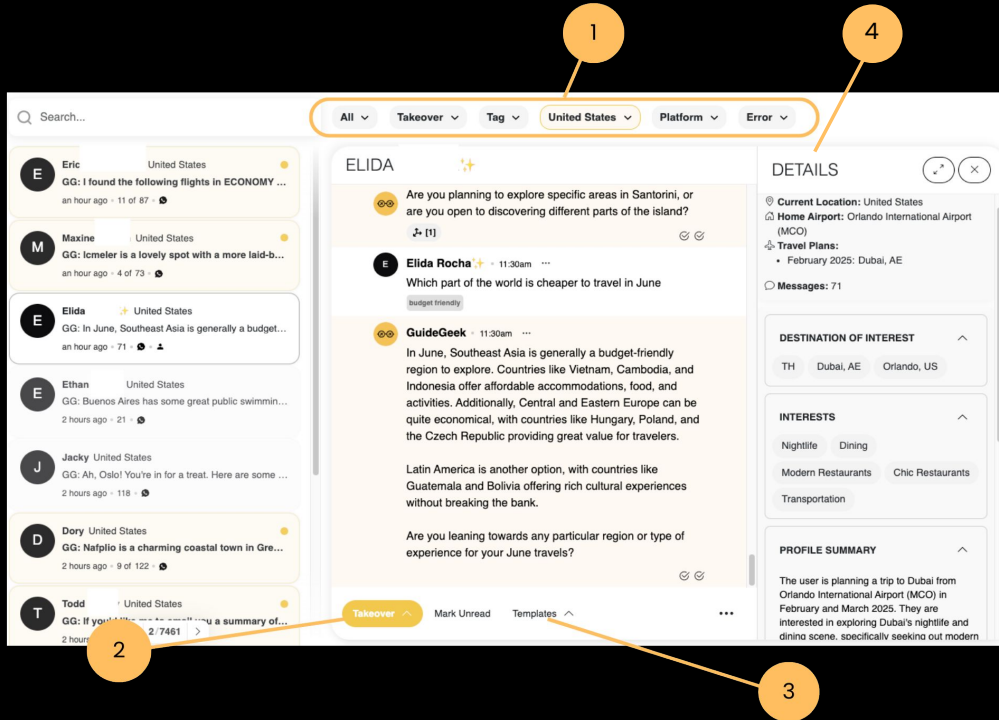 1
4
Search...
All
Takeover
Tag
United States
Platform
Error
E
Eric
United States
GG: I found the following flights in ECONOMY ...
an hour ago • 11 of 87 •
M
Maxine
United States
GG: Icmeler is a lovely spot with a more laid-b...
an hour ago • 4 of 73 •
E
Elida
✨ United States
GG: In June, Southeast Asia is generally a budget...
an hour ago • 71 • •
E
Ethan
United States
GG: Buenos Aires has some great public swimmin...
2 hours ago • 21 •
J
Jacky United States
GG: Ah, Oslo! You're in for a treat. Here are some ...
2 hours ago • 118 •
D
Dory United States
GG: Nafplio is a charming coastal town in Gre...
2 hours ago • 9 of 122 •
T
Todd
United States
GG: If you'd like me to email you a summary of...
2 hours
2/7461 >
2
ELIDA ✨
Are you planning to explore specific areas in Santorini, or
are you open to discovering different parts of the island?
[1]
E
Elida Rocha✨ • 11:30am ...
Which part of the world is cheaper to travel in June
budget friendly
GuideGeek • 11:30am ...
In June, Southeast Asia is generally a budget-friendly
region to explore. Countries like Vietnam, Cambodia, and
Indonesia offer affordable accommodations, food, and
activities. Additionally, Central and Eastern Europe can be
quite economical, with countries like Hungary, Poland, and
the Czech Republic providing great value for travelers.
Latin America is another option, with countries like
Guatemala and Bolivia offering rich cultural experiences
without breaking the bank.
Are you leaning towards any particular region or type of
experience for your June travels?
Takeover
Mark Unread
Templates
...
3
DETAILS
Current Location: United States
Home Airport: Orlando International Airport
(MCO)
Travel Plans:
• February 2025: Dubai, AE
Messages: 71
DESTINATION OF INTEREST
TH
Dubai, AE
Orlando, US
INTERESTS
Nightlife
Dining
Modern Restaurants
Chic Restaurants
Transportation
PROFILE SUMMARY
The user is planning a trip to Dubai from
Orlando International Airport (MCO) in
February and March 2025. They are
interested in exploring Dubai's nightlife and
dining scene, specifically seeking out modern